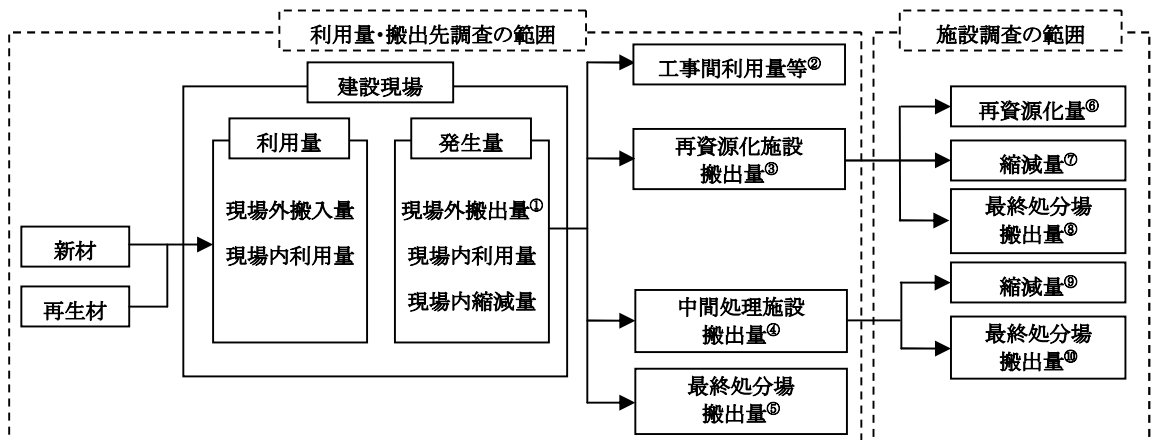 利用量・搬出先調査の範囲
施設調査の範囲
建設現場
利用量
現場外搬入量
現場内利用量
発生量
現場外搬出量①
現場内利用量
現場内縮減量
新材
再生材
工事間利用量等②
再資源化施設
搬出量③
中間処理施設
搬出量④
最終処分場
搬出量⑤
再資源化量⑥
縮減量⑦
最終処分場
搬出量⑧
縮減量⑨
最終処分場
搬出量⑩